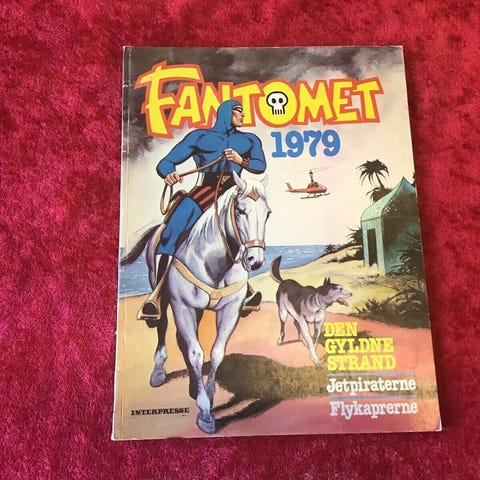 FANTOMET
1979
DEN
GYLDNE
STRAND
Jetpiraterne
Flykaprerne
INTERPRESSE